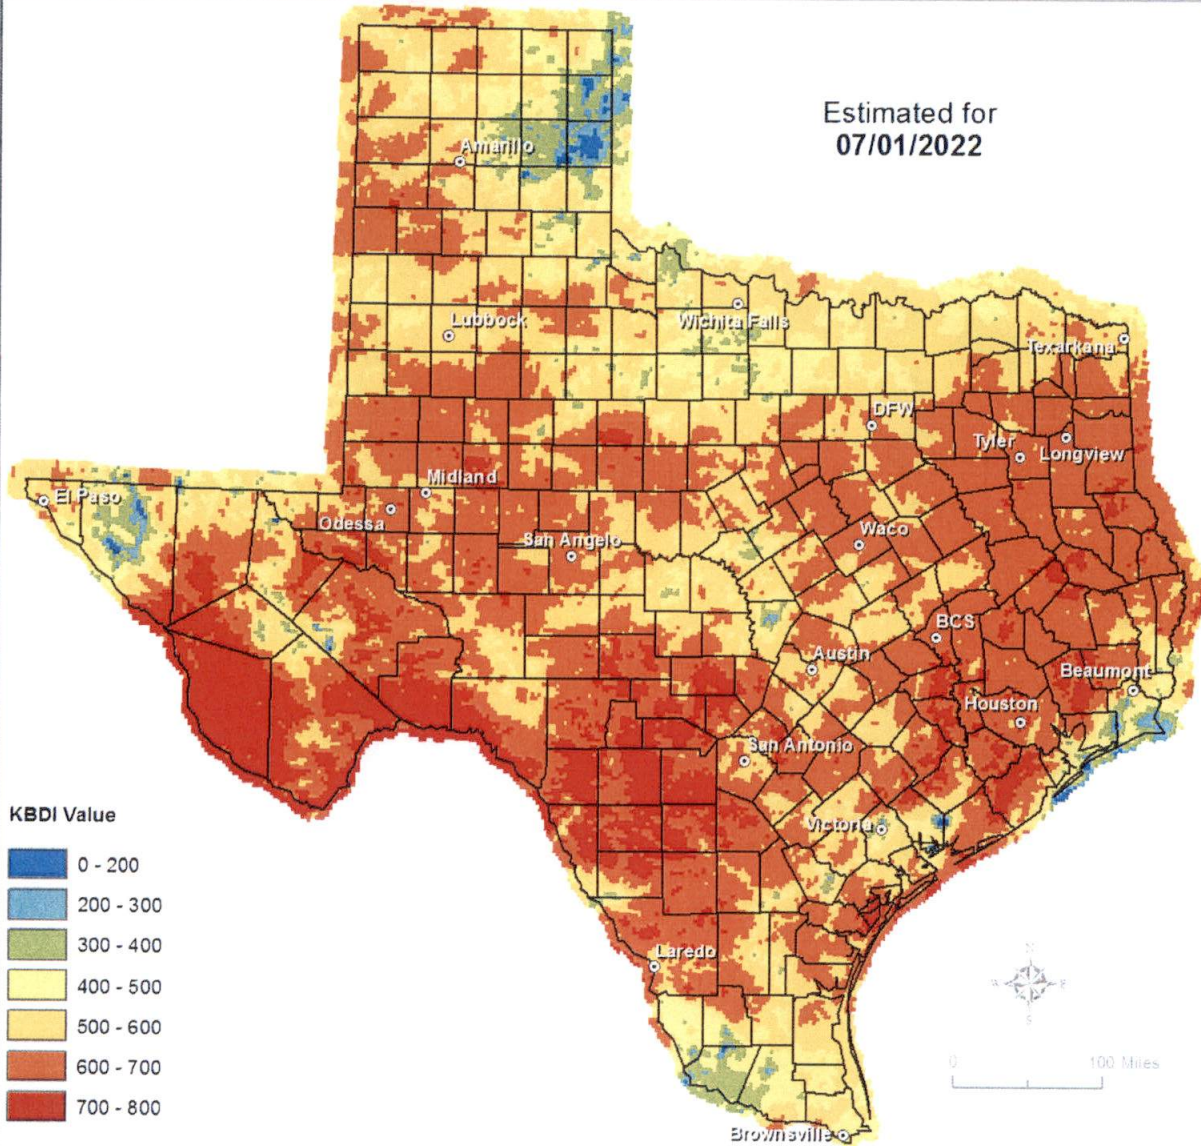 Estimated for
07/01/2022
Amarillo
Lubbock
Wichita Falls
Texarkana
DFW
Tyler
Longview
Midland
El Paso
Odessa
Waco
San Angelo
BCS
Austin
Beaumont
Houston
San Antonio
Victoria
Laredo
Brownsville
KBDI Value
0 - 200
200 - 300
300 - 400
400 - 500
500 - 600
600 - 700
700 - 800
N
W E
S
0 100 Miles